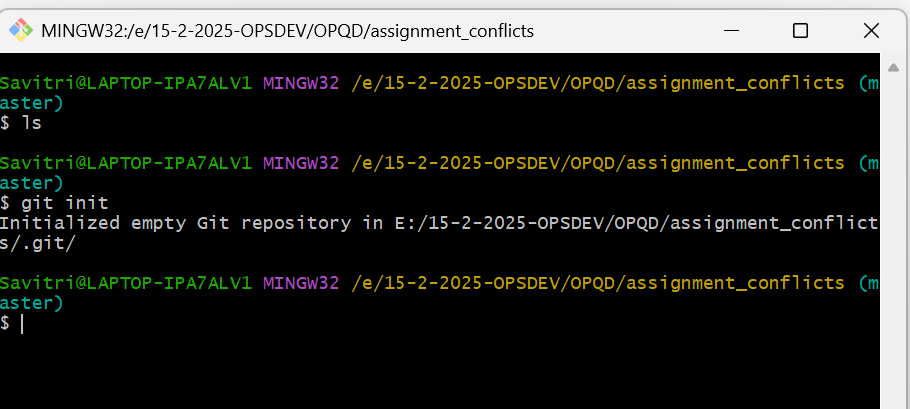 MINGW32:/e/15-2-2025-OPSDEV/OPQD/assignment_conflicts
Savitri@LAPTOP-IPA7ALV1 MINGW32 /e/15-2-2025-OPSDEV/OPQD/assignment_conflicts (m
aster)
$ ls
Savitri@LAPTOP-IPA7ALV1 MINGW32 /e/15-2-2025-OPSDEV/OPQD/assignment_conflicts (m
aster)
$ git init
Initialized empty Git repository in E:/15-2-2025-OPSDEV/OPQD/assignment_conflict
s/.git/
Savitri@LAPTOP-IPA7ALV1 MINGW32 /e/15-2-2025-OPSDEV/OPQD/assignment_conflicts (m
aster)
$